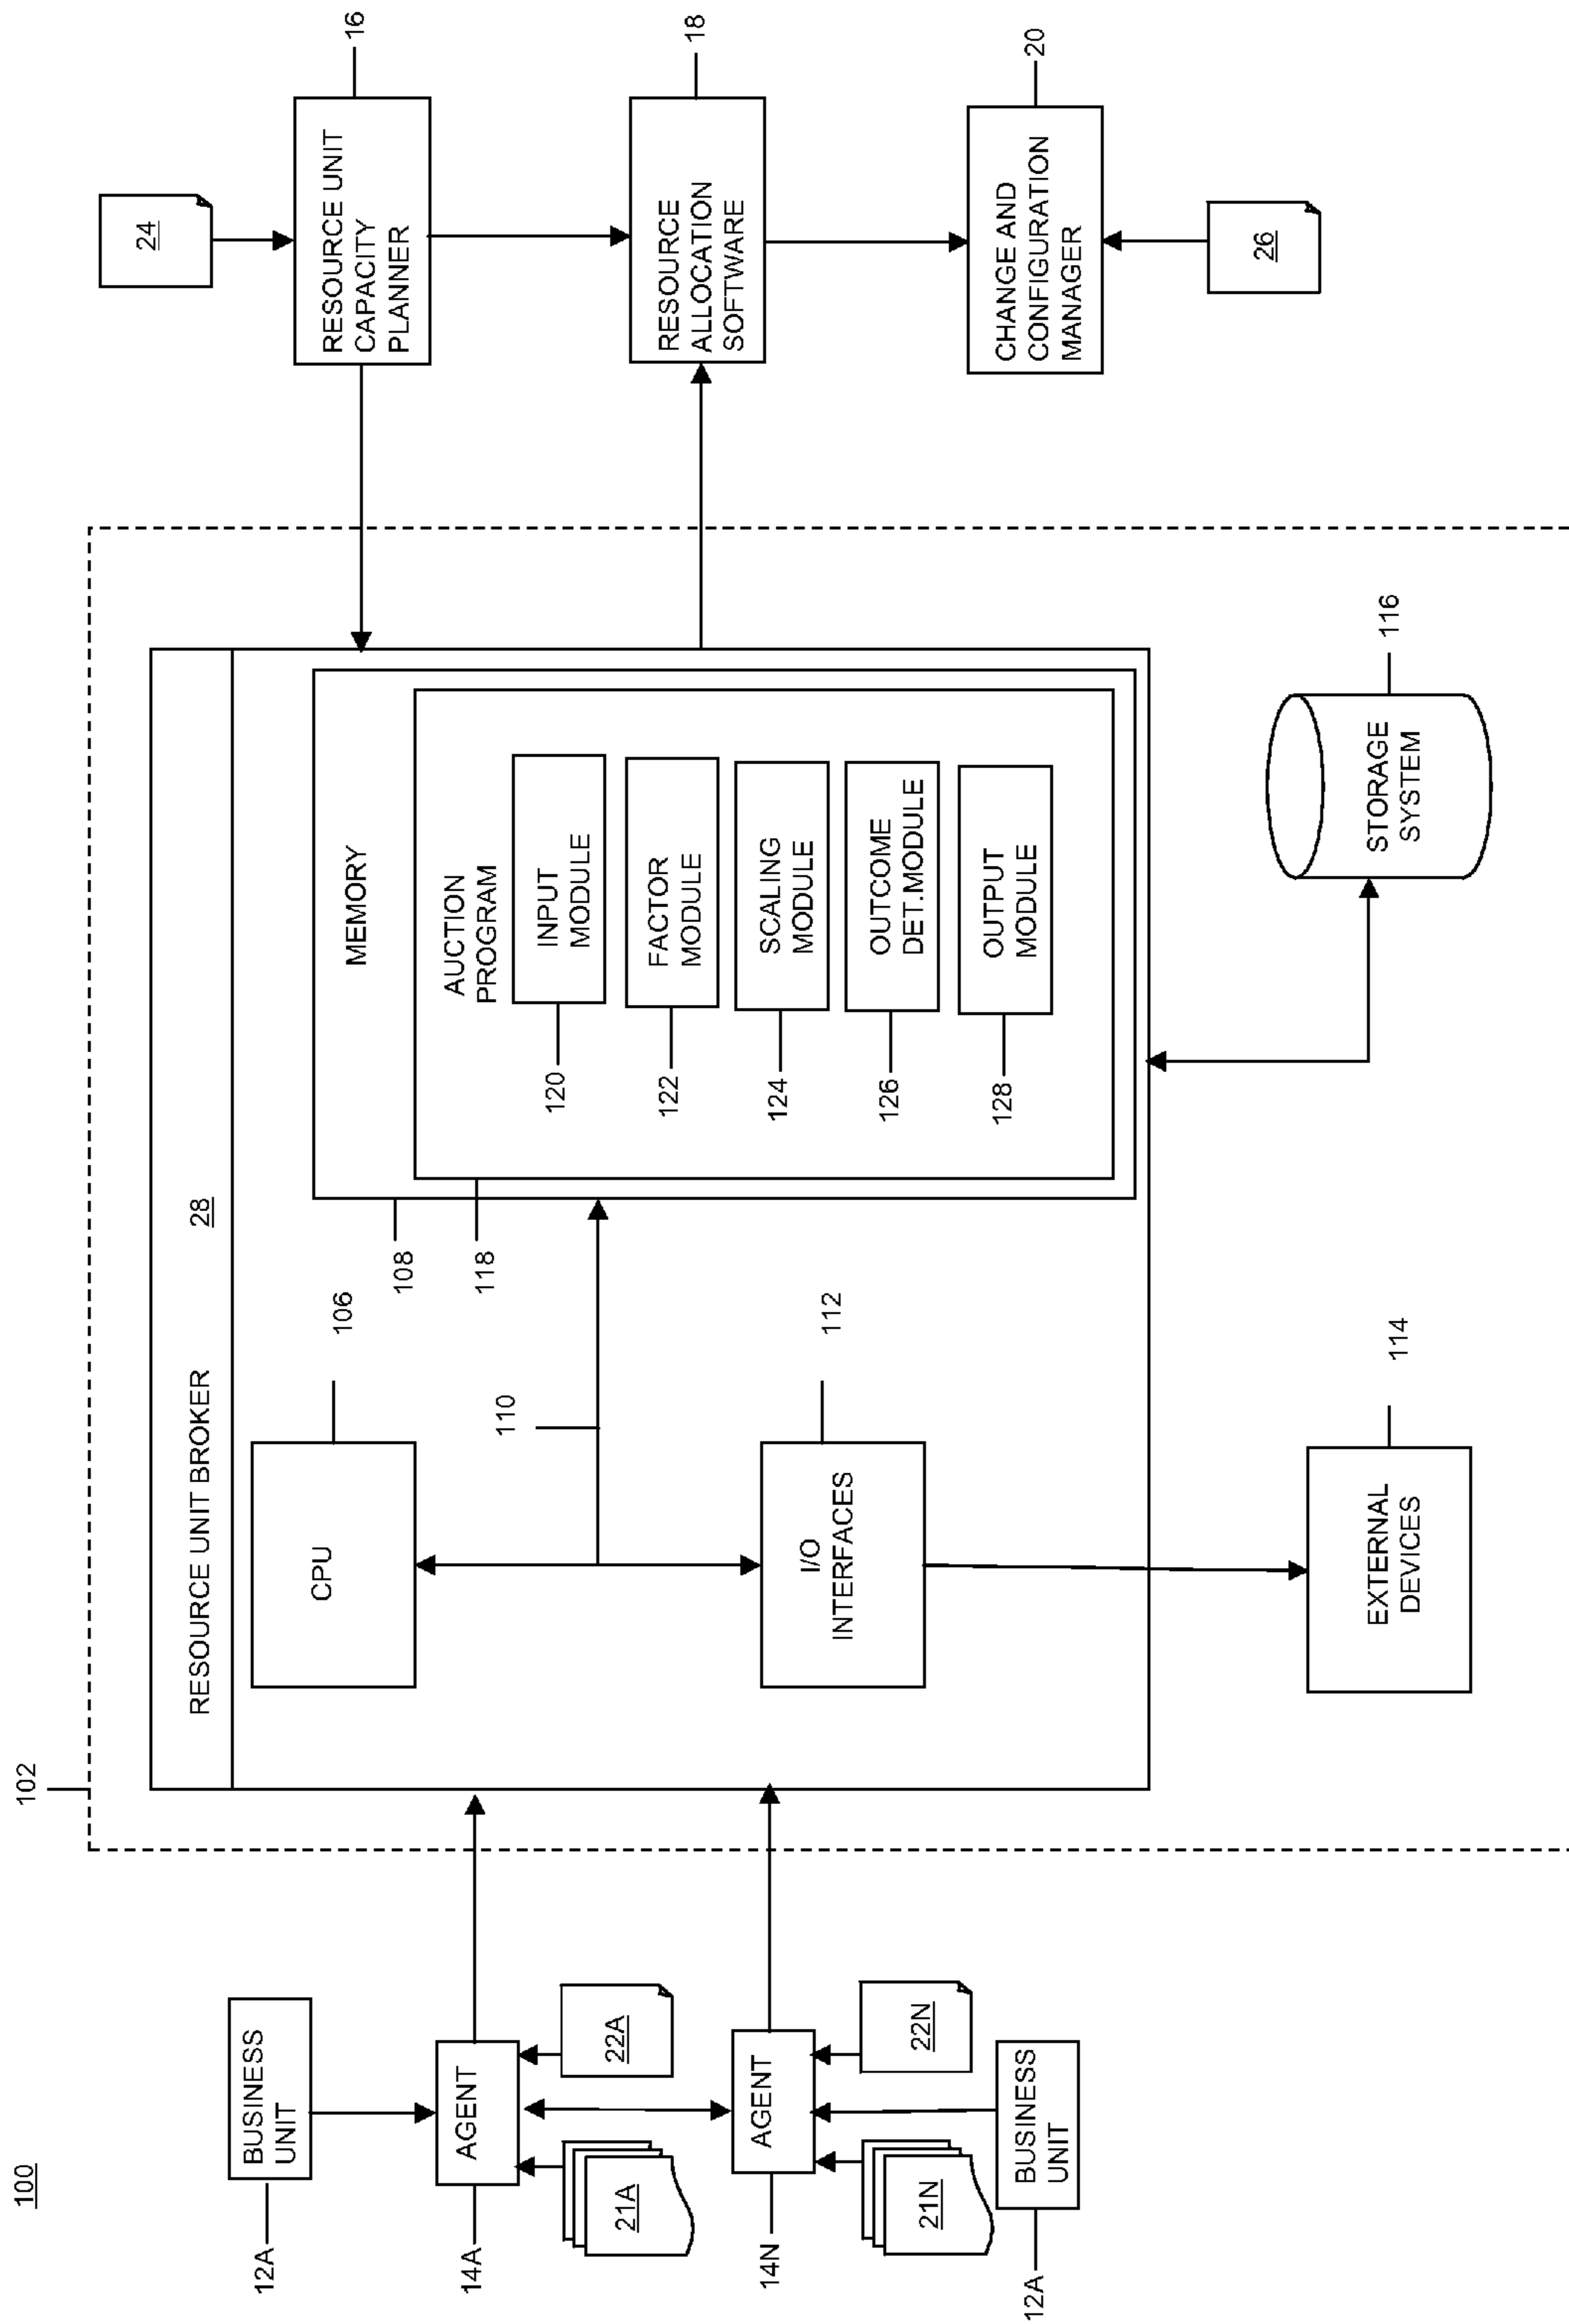 100
102
12A
BUSINESS
UNIT
14A
AGENT
21A
22A
14N
AGENT
21N
22N
12A
BUSINESS
UNIT
RESOURCE UNIT BROKER
28
CPU
106
110
I/O
INTERFACES
112
EXTERNAL
DEVICES
114
108
MEMORY
118
AUCTION
PROGRAM
120
INPUT
MODULE
122
FACTOR
MODULE
124
SCALING
MODULE
126
OUTCOME
DET.MODULE
128
OUTPUT
MODULE
STORAGE
SYSTEM
116
24
RESOURCE UNIT
CAPACITY
PLANNER
16
RESOURCE
ALLOCATION
SOFTWARE
18
CHANGE AND
CONFIGURATION
MANAGER
20
26